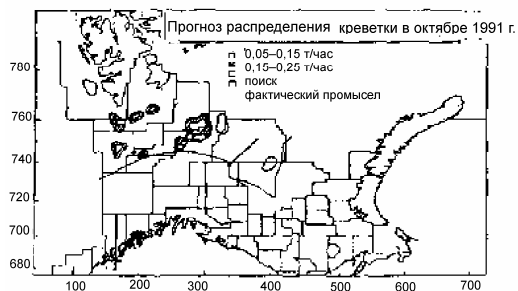 Прогноз распределения креветки в октябре 1991 г.
0,05–0,15 т/час
0,15–0,25 т/час
поиск
фактический промысел
780
760
740
720
700
680
100 200 300 400 500 600 700